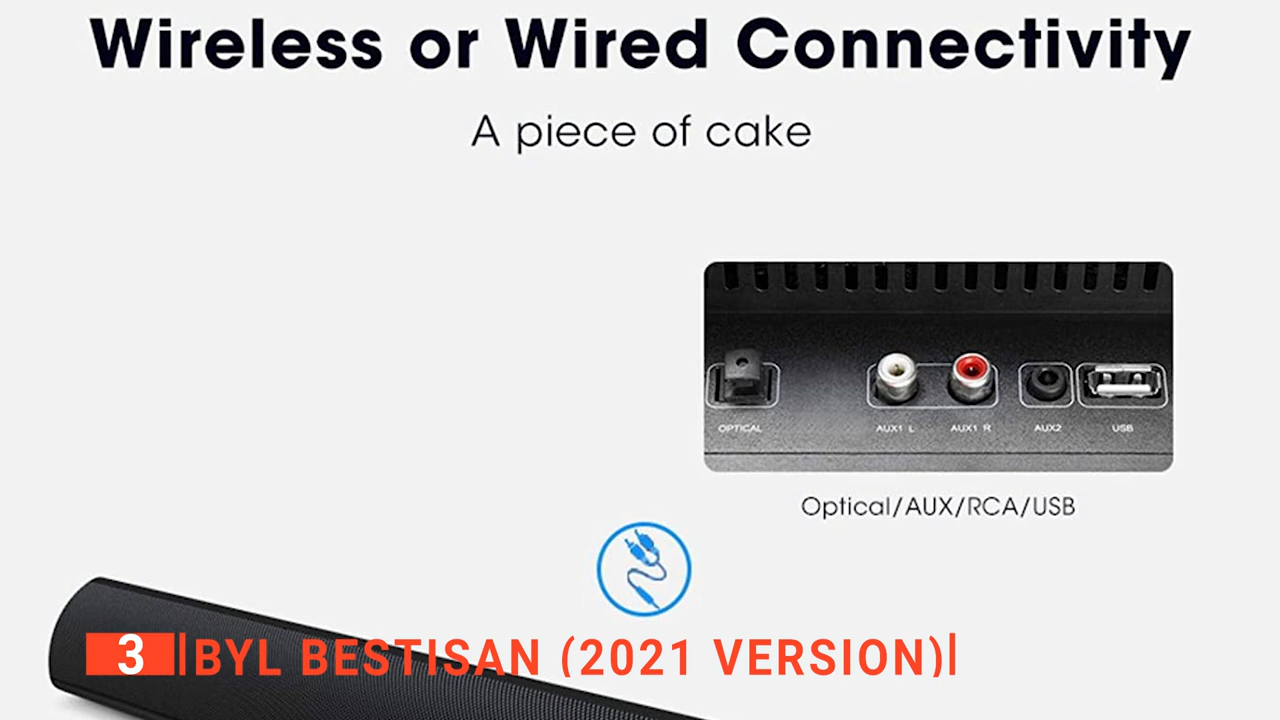 Wireless or Wired Connectivity
A piece of cake
OPTICAL AUX1 L AUX1 R AUX2 USB
Optical/AUX/RCA/USB
3 BYL BESTISAN (2021 VERSION)